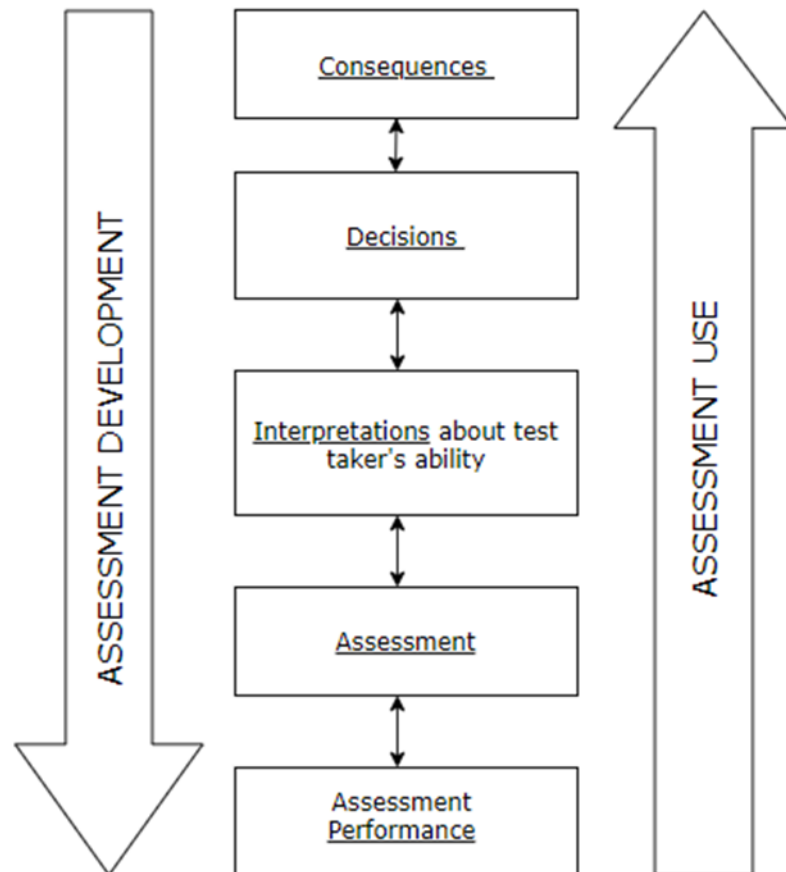 Consequences
Decisions
Interpretations about test
taker's ability
Assessment
Assessment
Performance
ASSESSMENT DEVELOPMENT
ASSESSMENT USE